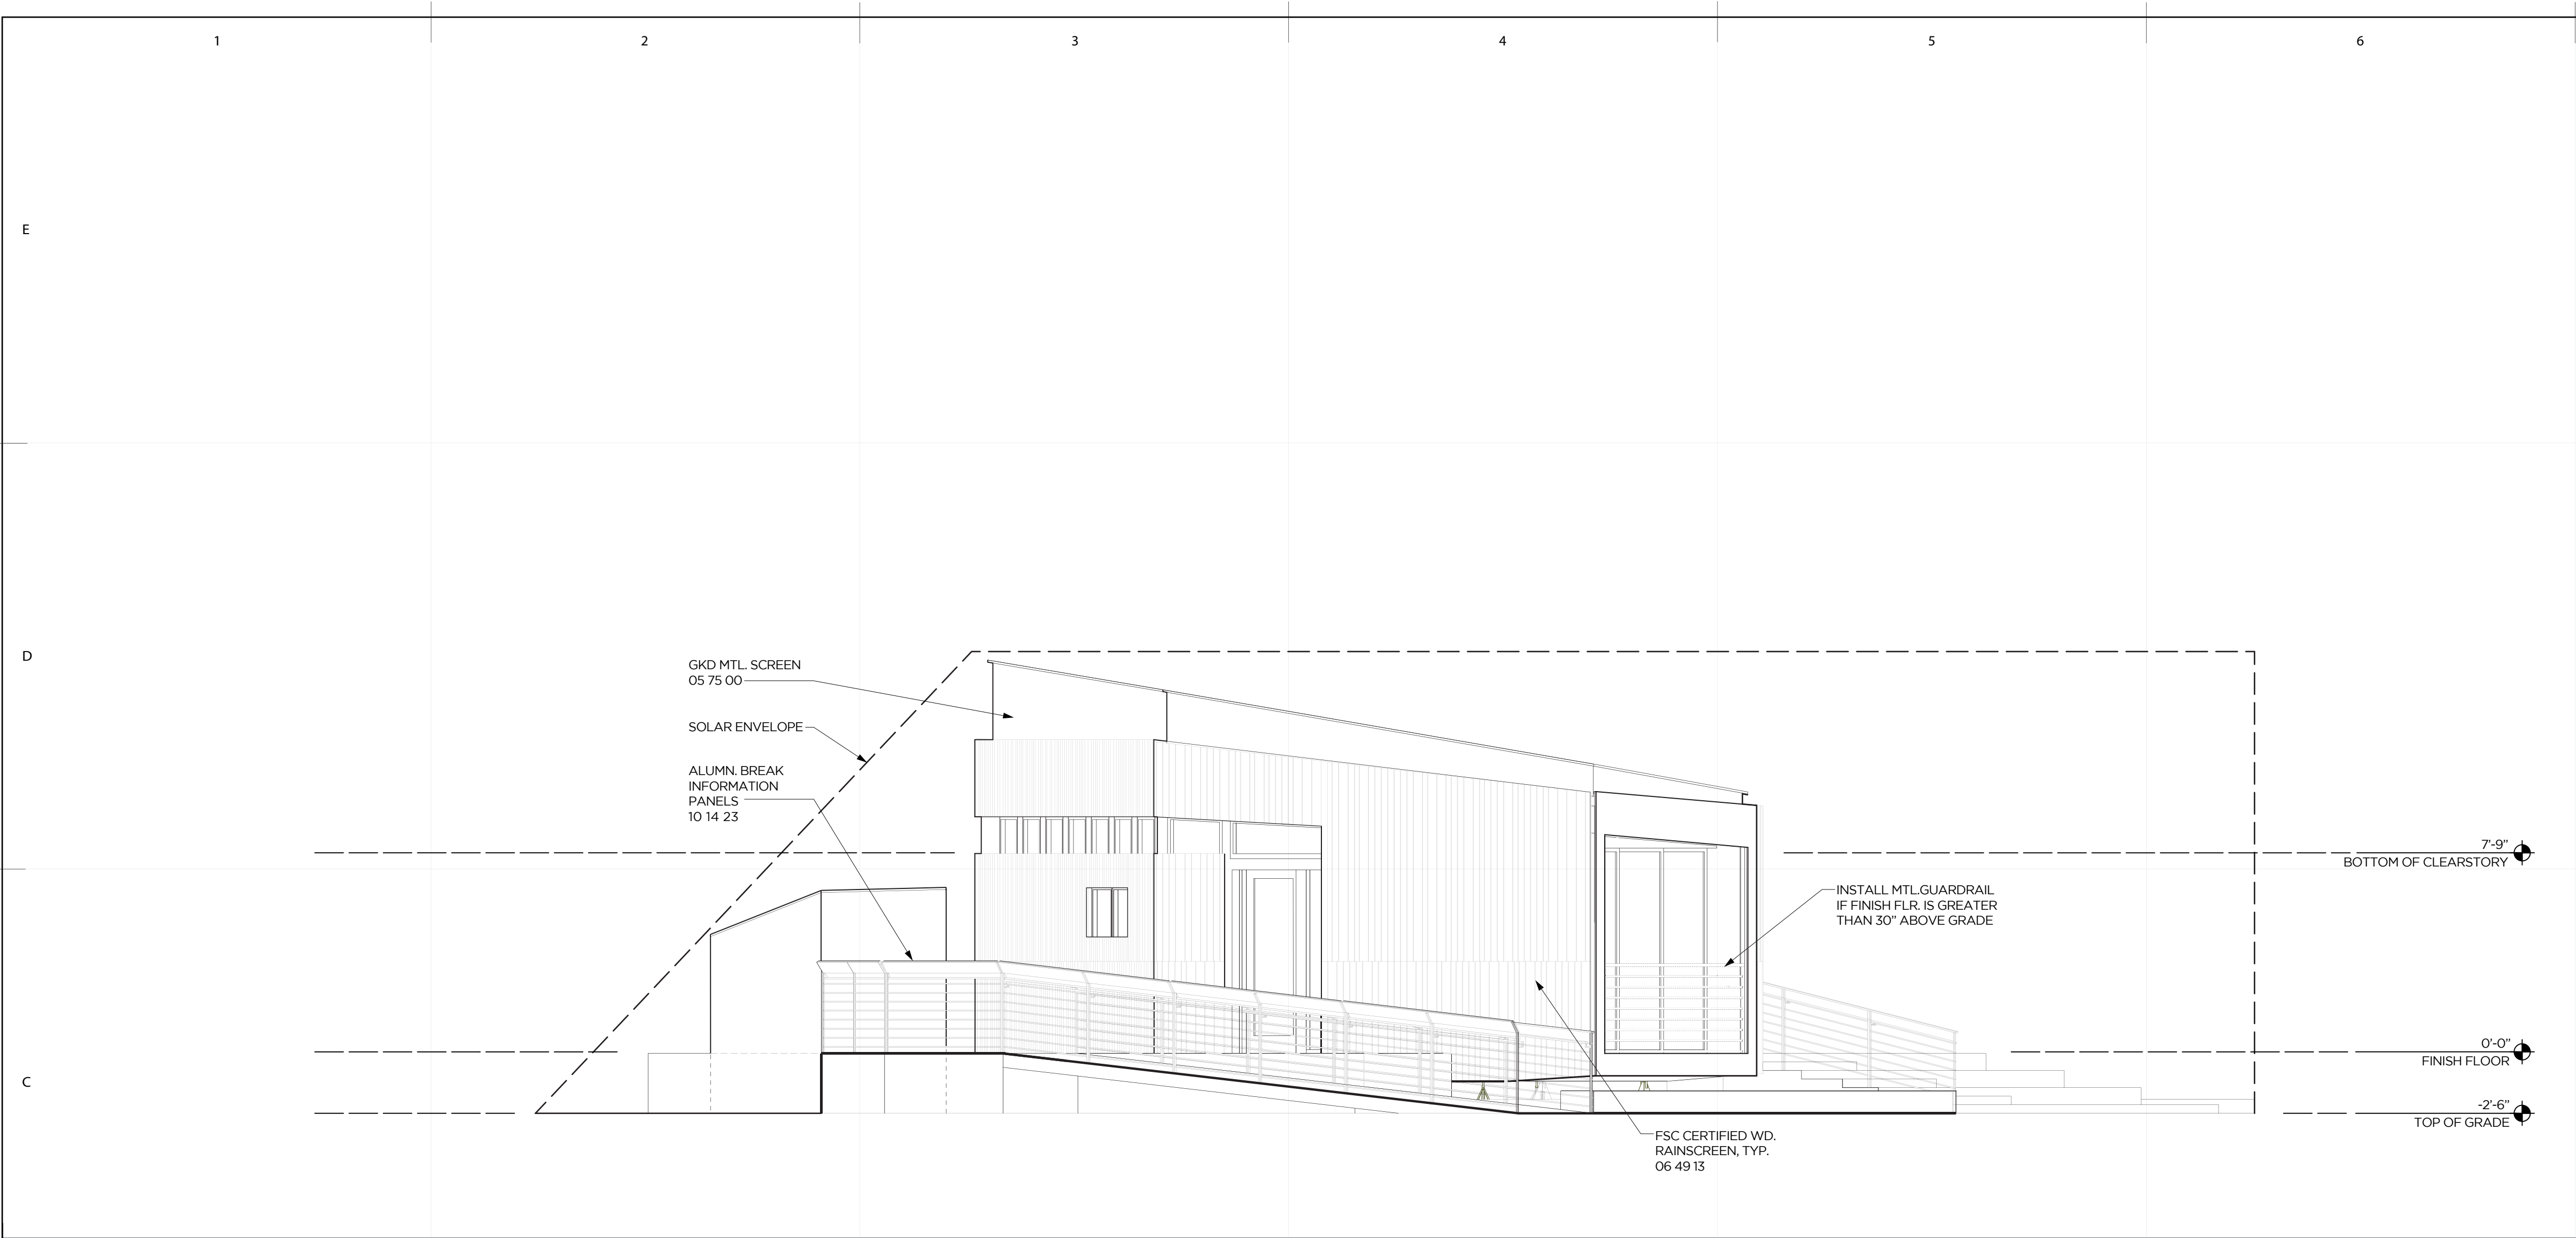 1
2
3
4
5
6
E
D
GKD MTL. SCREEN
05 75 00
SOLAR ENVELOPE
ALUMN. BREAK
INFORMATION
PANELS
10 14 23
7'-9"
BOTTOM OF CLEARSTORY
INSTALL MTL.GUARDRAIL
IF FINISH FLR. IS GREATER
THAN 30" ABOVE GRADE
0'-0"
FINISH FLOOR
C
-2'-6"
TOP OF GRADE
FSC CERTIFIED WD.
RAINSCREEN, TYP.
06 49 13